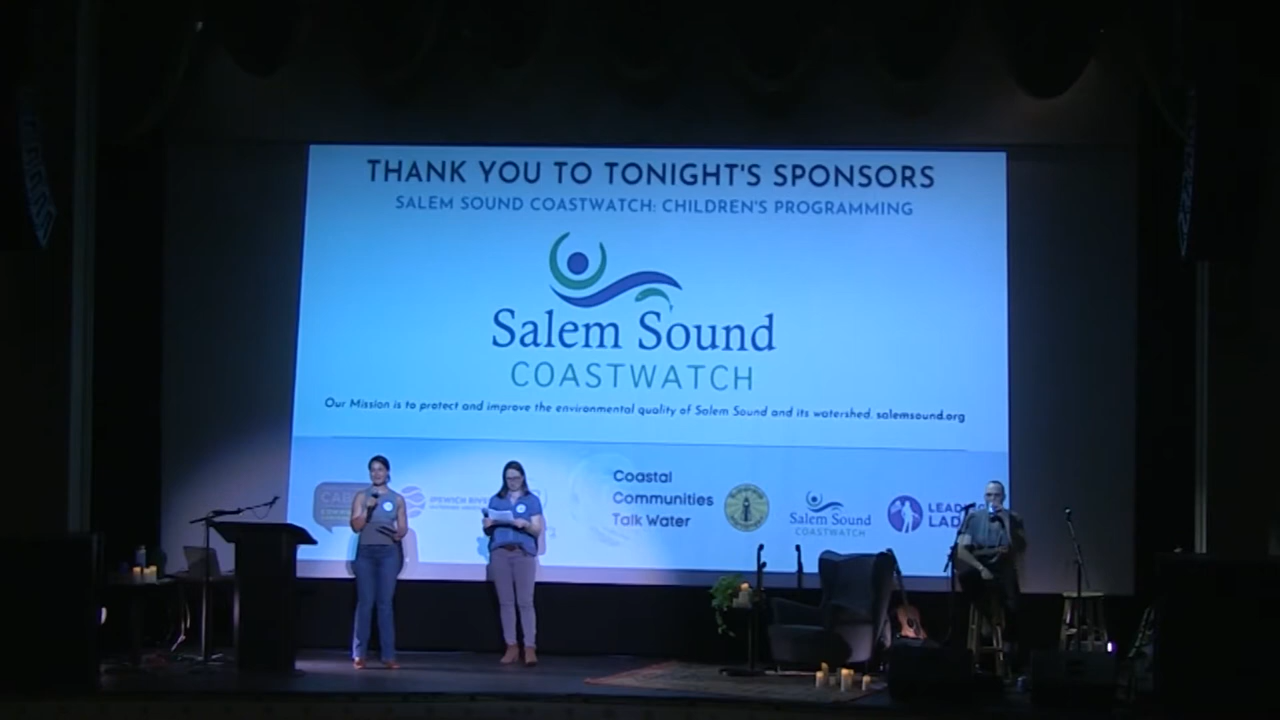 THANK YOU TO TONIGHT'S SPONSORS
SALEM SOUND COASTWATCH: CHILDREN'S PROGRAMMING
Salem Sound
COASTWATCH
Our Mission is to protect and improve the environmental quality of Salem Sound and its watershed. salemsound.org
Coastal
Communities
Talk Water
IPSWICH RIVER
Salem Sound
COASTWATCH